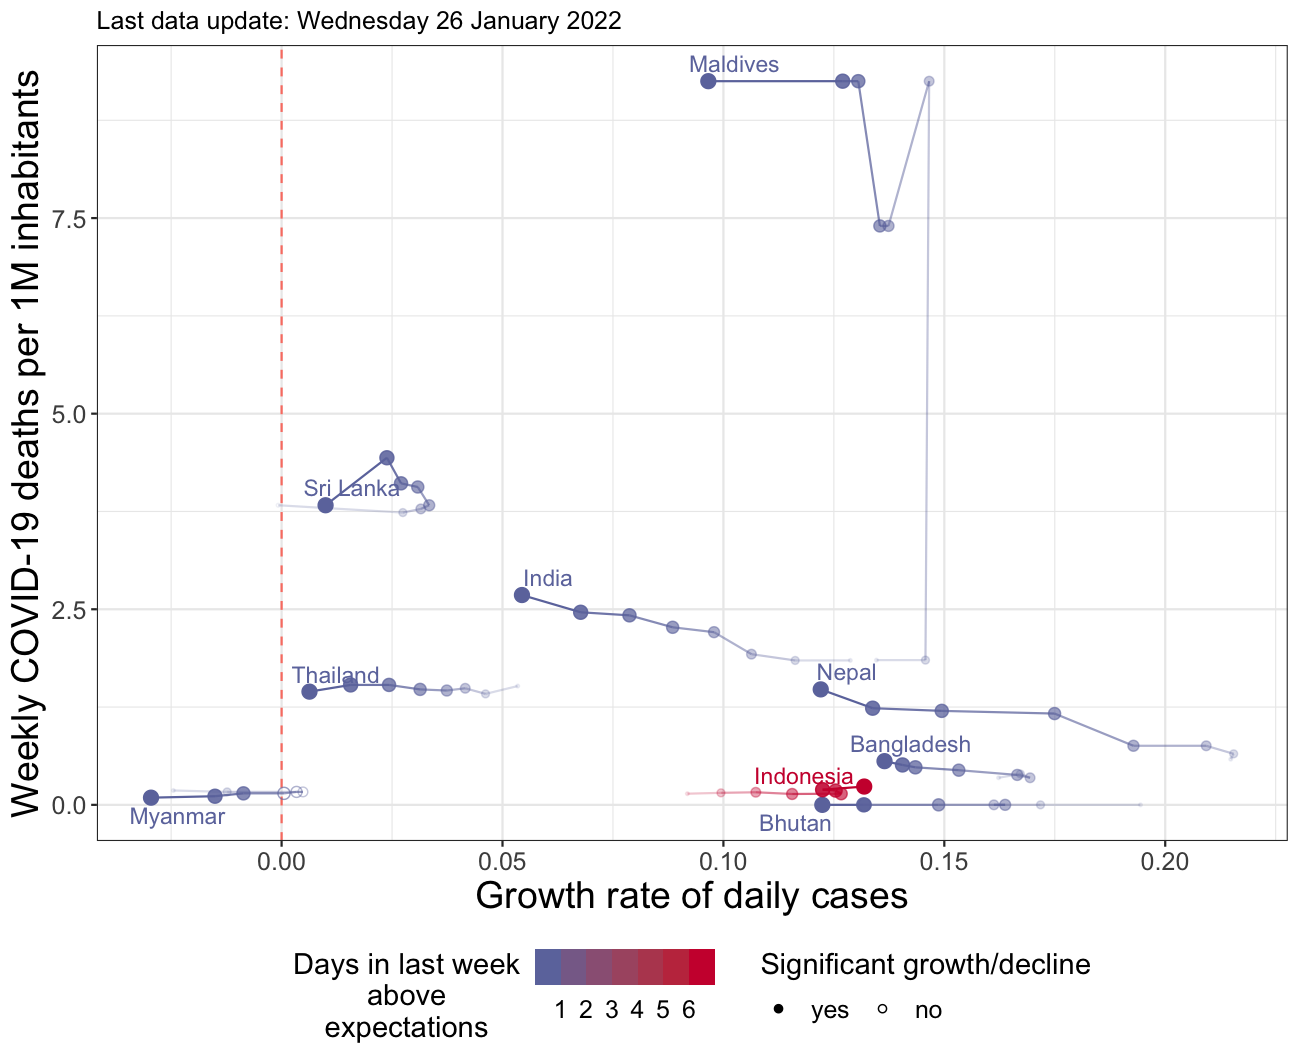 Last data update: Wednesday 26 January 2022
Weekly COVID-19 deaths per 1M inhabitants
7.5
5.0
2.5
0.0
Maldives
Sri Lanka
India
Thailand
Nepal
Bangladesh
Indonesia
Myanmar
Bhutan
0.00 0.05 0.10 0.15 0.20
Growth rate of daily cases
Days in last week
above
expectations
1 2 3 4 5 6
Significant growth/decline
yes no